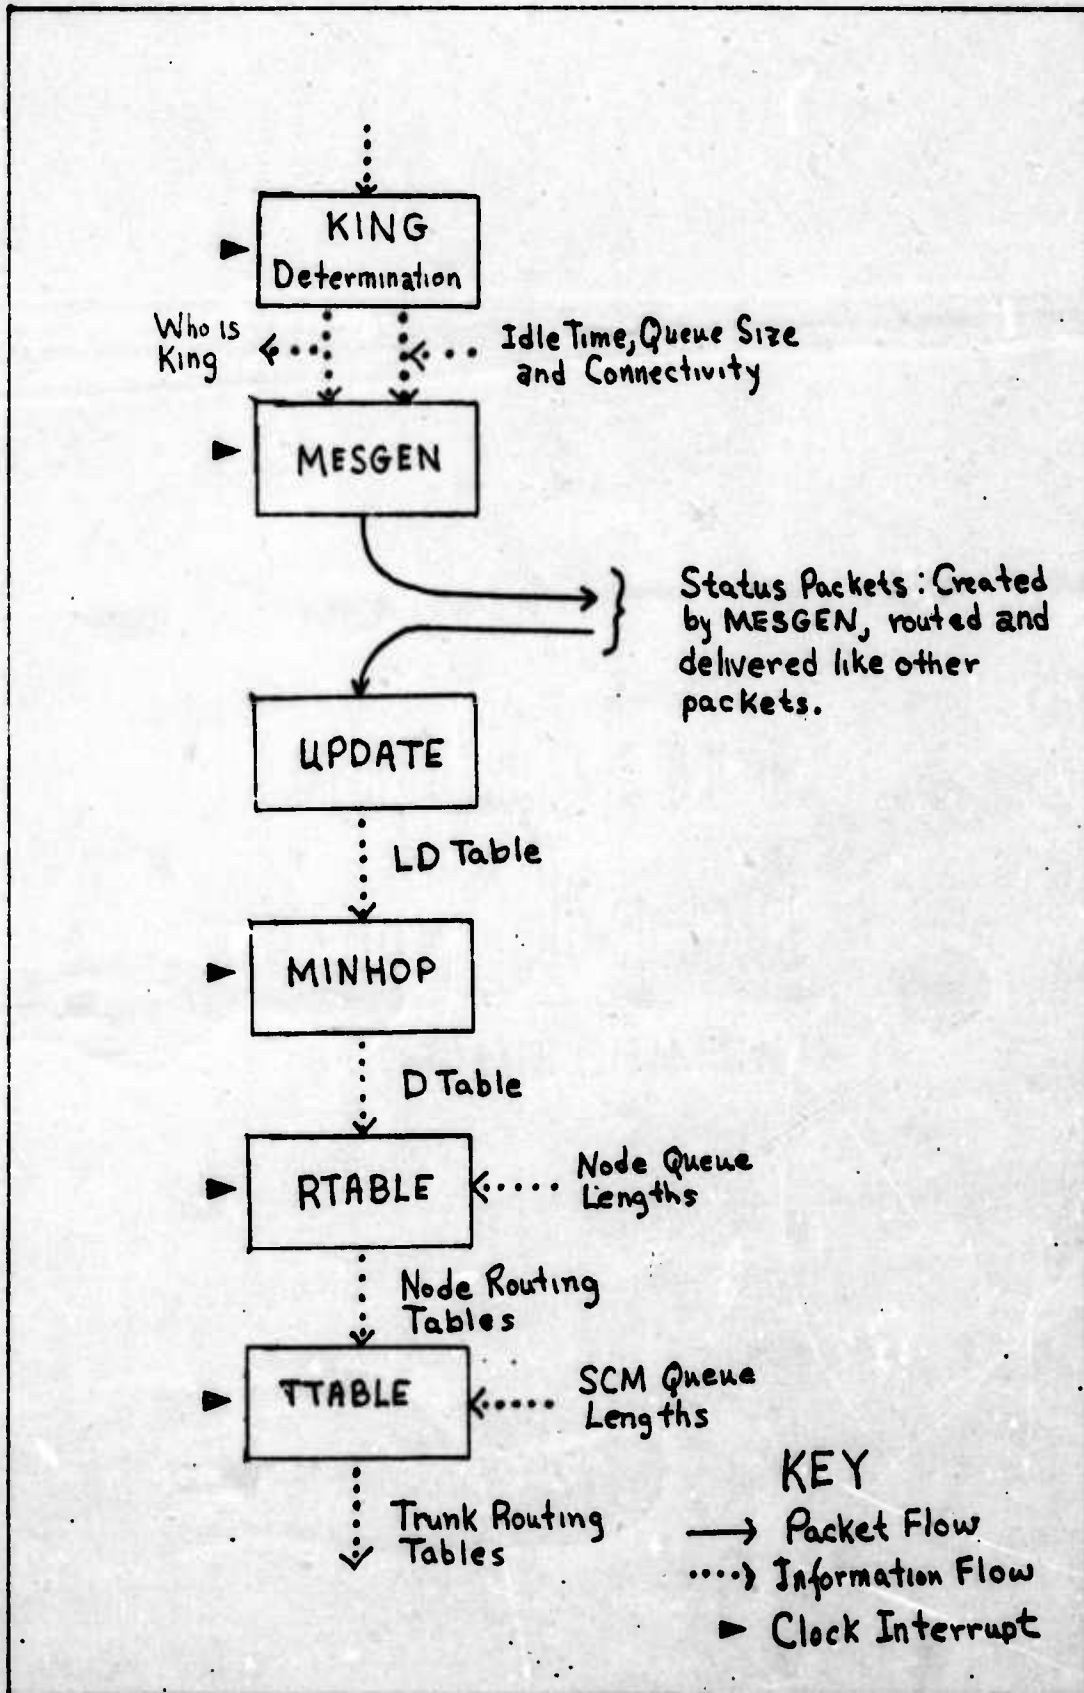 KING
Determination
Who is
King
Idle Time, Queue Size
and Connectivity
MESGEN
Status Packets: Created
by MESGEN, routed and
delivered like other
packets.
UPDATE
LD Table
MINHOP
D Table
RTABLE
Node Queue
Lengths
Node Routing
Tables
TTABLE
SCM Queue
Lengths
Trunk Routing
Tables
KEY
Packet Flow
Information Flow
Clock Interrupt